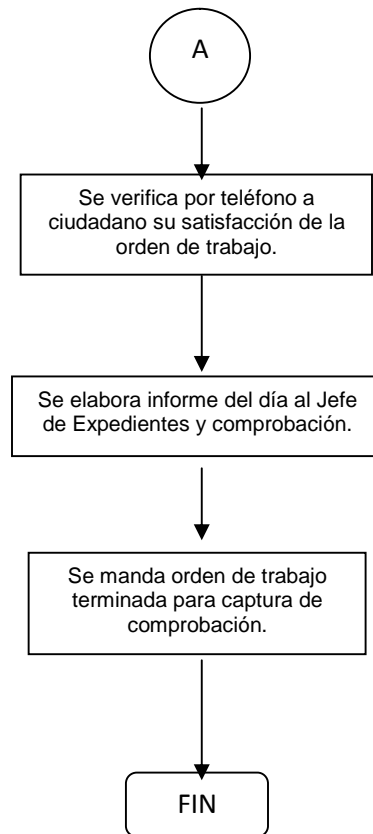 A
Se verifica por teléfono a
ciudadano su satisfacción de la
orden de trabajo.
Se elabora informe del día al Jefe
de Expedientes y comprobación.
Se manda orden de trabajo
terminada para captura de
comprobación.
FIN